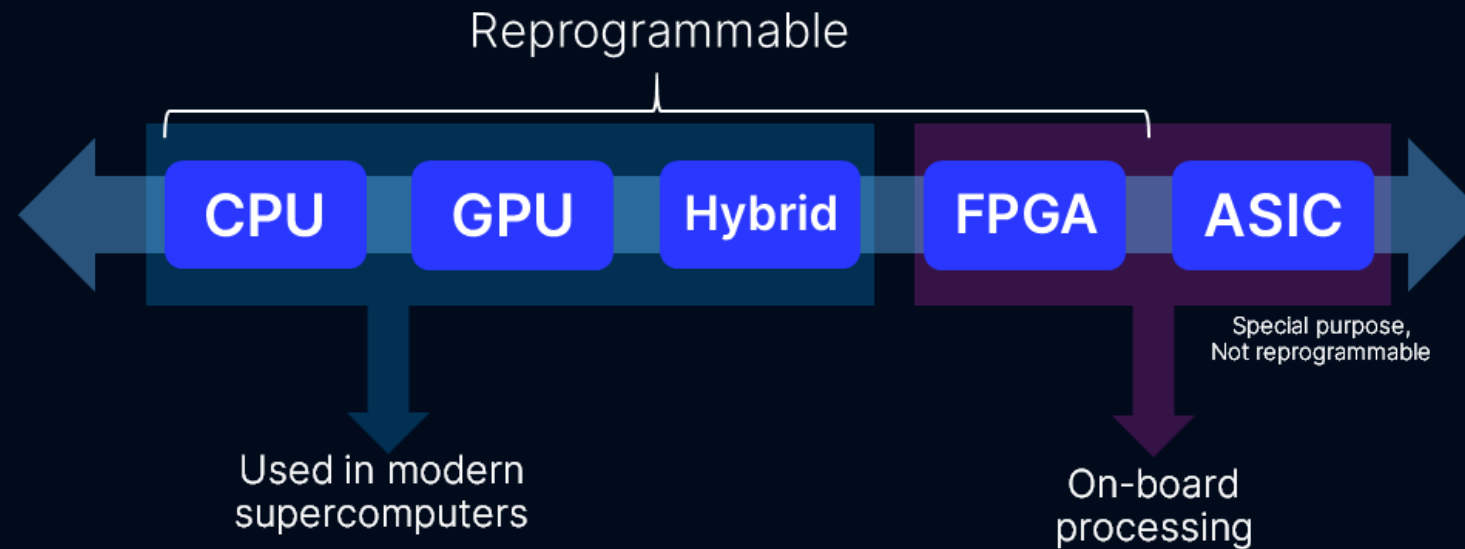 Reprogrammable
CPU
GPU
Hybrid
FPGA
ASIC
Special purpose,
Not reprogrammable
Used in modern
supercomputers
On-board
processing